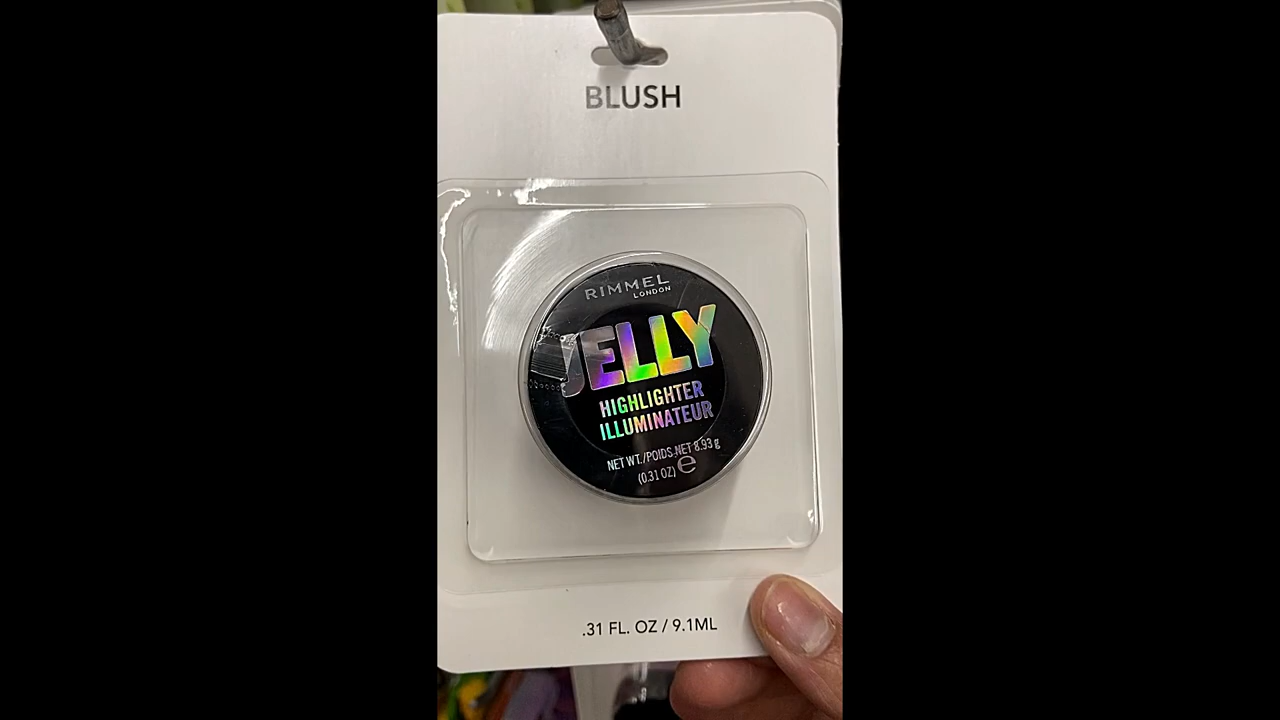 BLUSH
RIMMEL
LONDON
JELLY
HIGHLIGHTER
ILLUMINATEUR
NET WT./POIDS NET 8.93 g
(0.31 OZ) e
.31 FL. OZ / 9.1ML